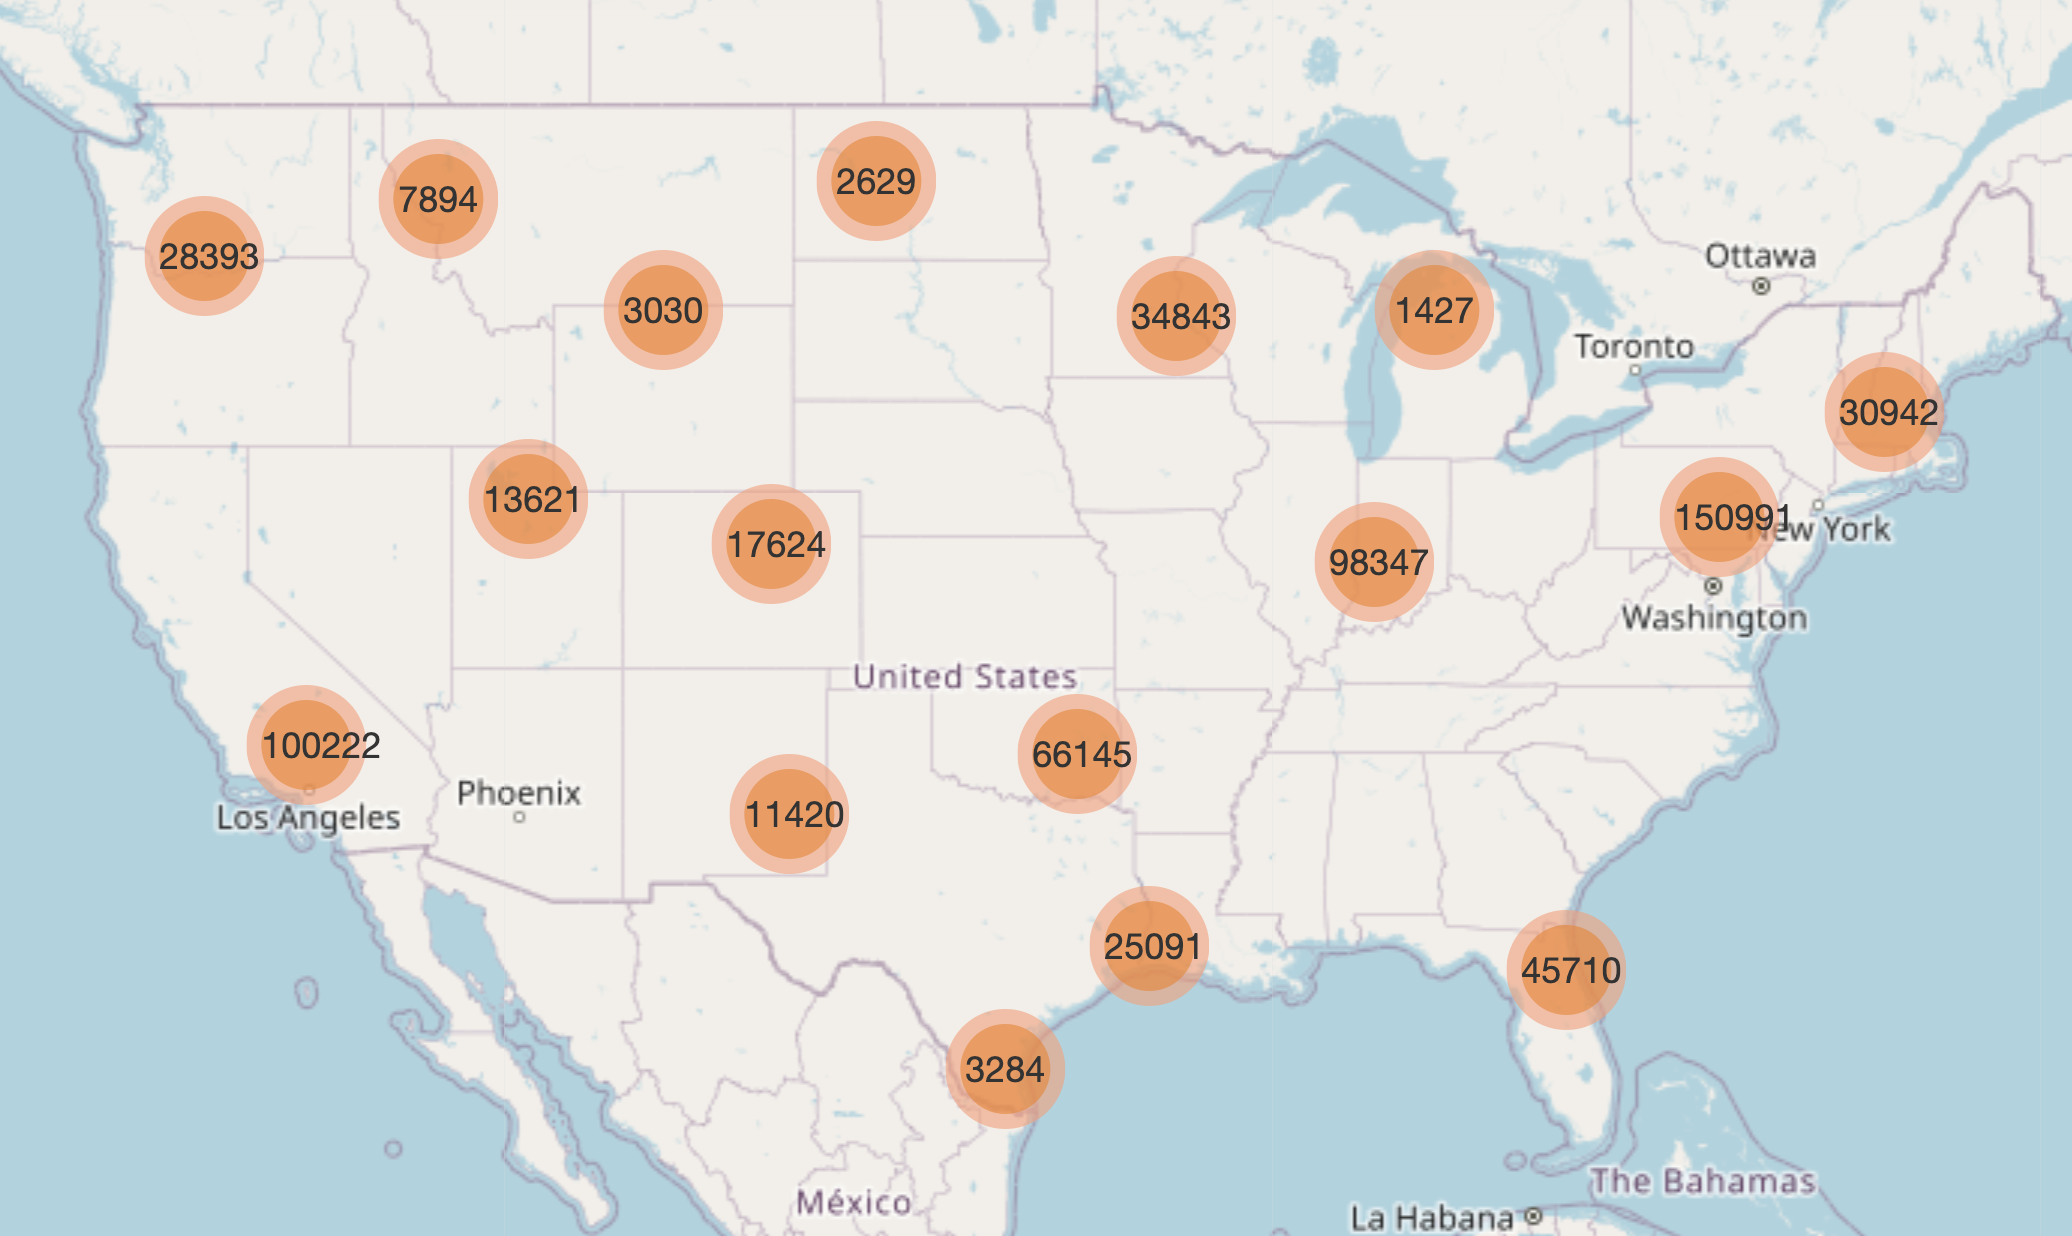 7894
2629
28393
Ottawa
3030
34843
1427
Toronto
30942
13621
17624
150991
ew York
98347
Washington
United States
100222
66145
Los Angeles
Phoenix
11420
25091
45710
3284
The Bahamas
México
La Habana